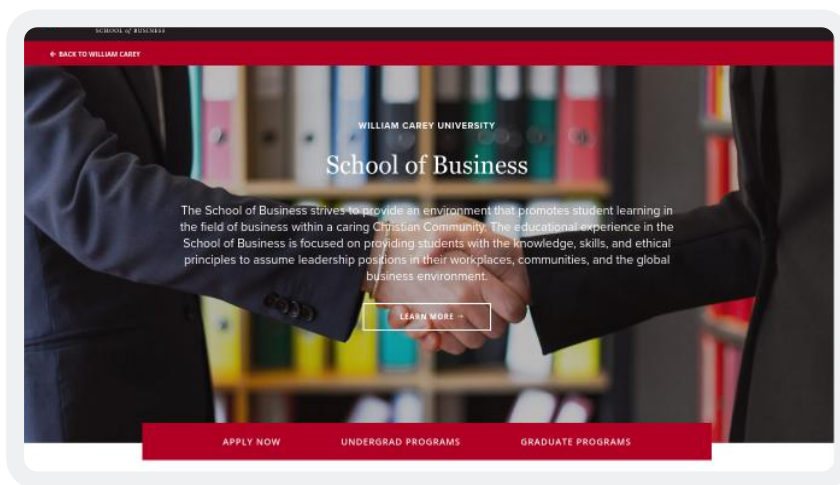 SCHOOL of BUSINESS
← BACK TO WILLIAM CAREY
WILLIAM CAREY UNIVERSITY
School of Business
The School of Business strives to provide an environment that promotes student learning in
the field of business within a caring Christian Community. The educational experience in the
School of Business is focused on providing students with the knowledge, skills, and ethical
principles to assume leadership positions in their workplaces, communities, and the global
business environment.
LEARN MORE →
APPLY NOW UNDERGRAD PROGRAMS GRADUATE PROGRAMS